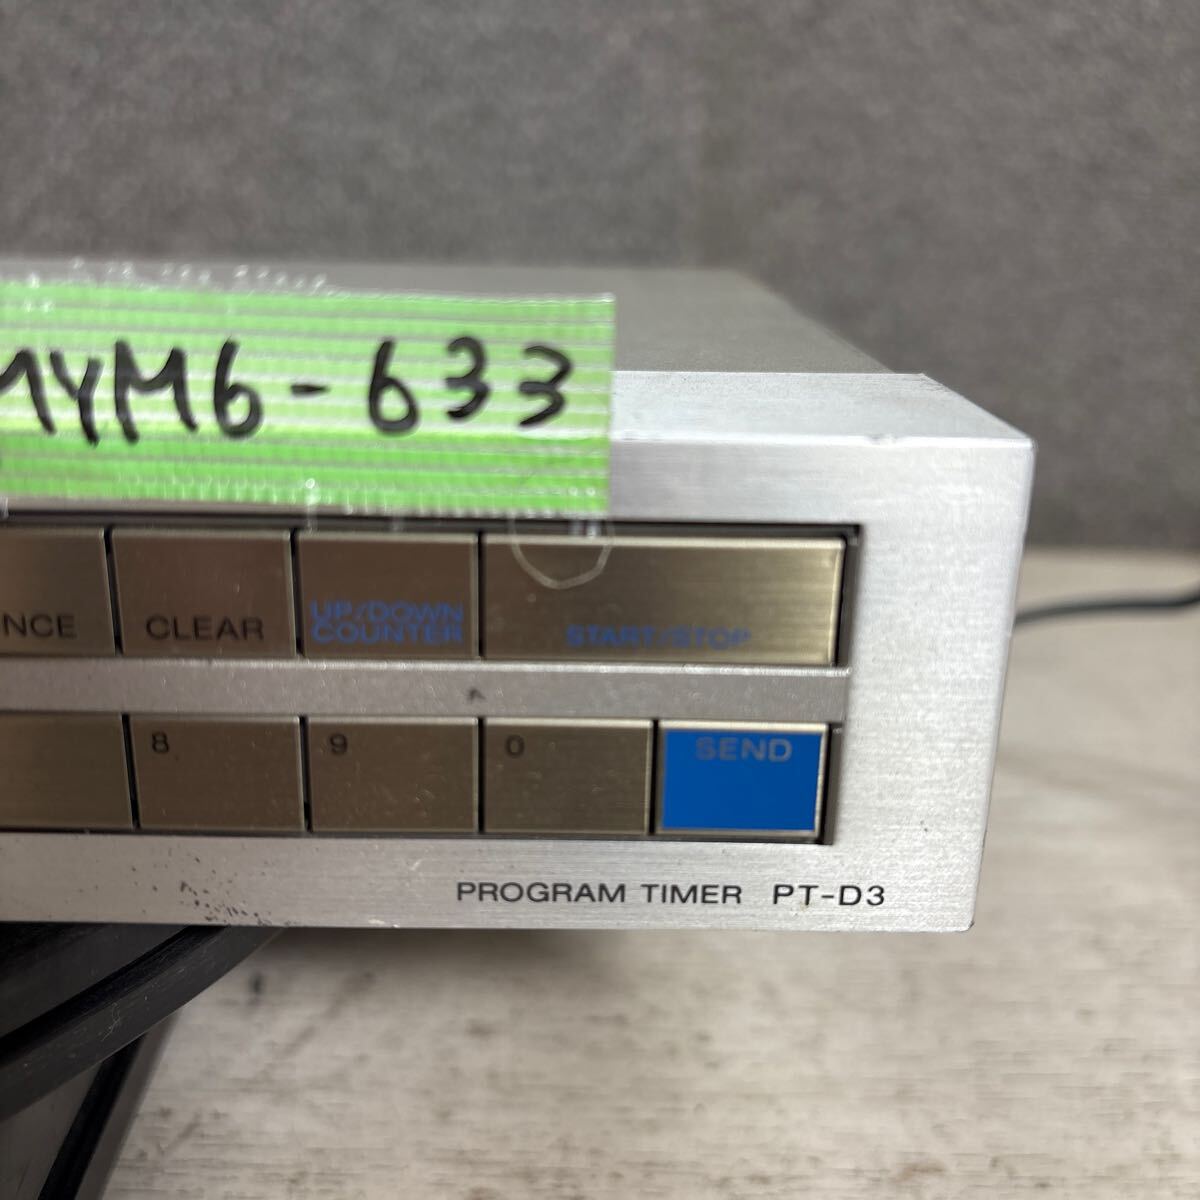 MYM6-633
NCE
CLEAR
UP/DOWN
COUNTER
START/STOP
8
9
0
SEND
PROGRAM TIMER PT-D3